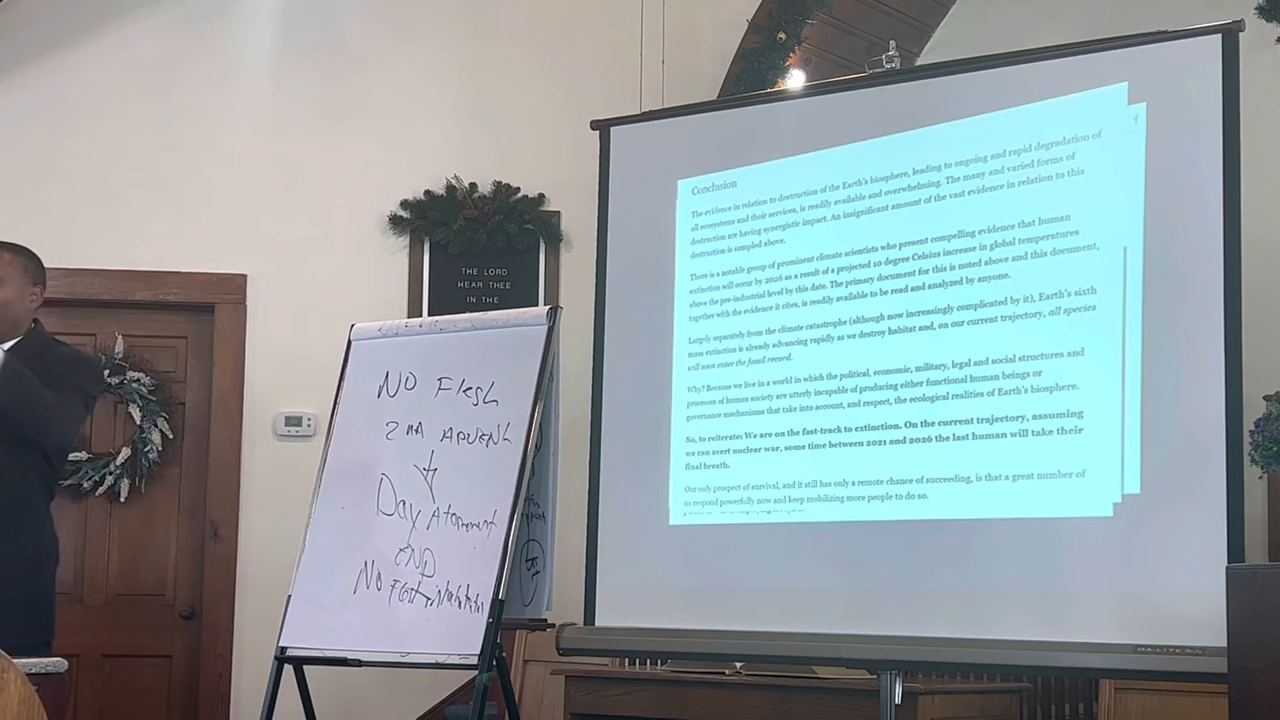 THE LORD
HEAR THEE
IN THE
NO Flesh
2nd ADVENT
Day Atonement
END
NO
Conclusion
The evidence in relation to destruction of the Earth's biosphere, leading to ongoing and rapid degradation of
all ecosystems and their services, is readily available and overwhelming. The many and varied forms of
destruction are having synergistic impact. An insignificant amount of the vast evidence in relation to this
destruction is sampled above.
There is a notable group of prominent climate scientists who present compelling evidence that human
extinction will occur by 2026 as a result of a projected 10 degree Celsius increase in global temperatures
above the pre-industrial level by this date. The primary document for this is noted above and this document,
together with the evidence it cites, is readily available to be read and analyzed by anyone.
Largely separately from the climate catastrophe (although now increasingly complicated by it), Earth's sixth
mass extinction is already advancing rapidly as we destroy habitat and, on our current trajectory, all species
will soon enter the fossil record.
Why? Because we live in a world in which the political, economic, military, legal and social structures and
processes of human society are utterly incapable of producing either functional human beings or
governance mechanisms that take into account, and respect, the ecological realities of Earth's biosphere.
So, to reiterate: We are on the fast-track to extinction. On the current trajectory, assuming
we can avert nuclear war, some time between 2021 and 2026 the last human will take their
final breath.
Our only prospect of survival, and it still has only a remote chance of succeeding, is that a great number of
us respond powerfully now and keep mobilizing more people to do so.
DA-LITE